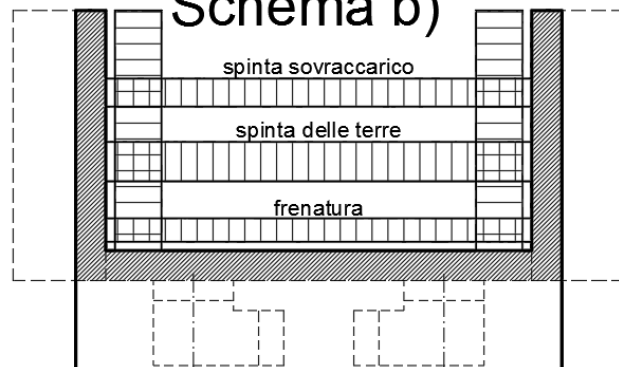 Schema b)
spinta sovraccarico
spinta delle terre
frenatura